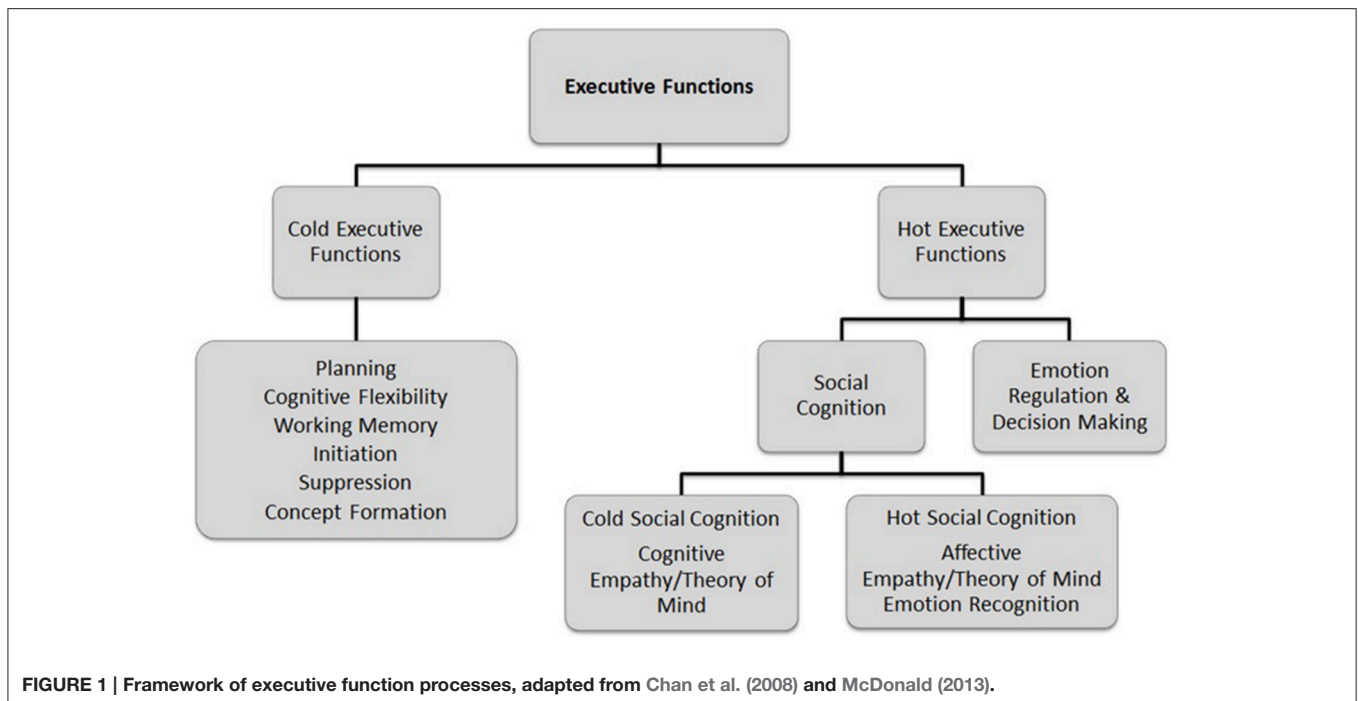 Executive Functions
Cold Executive
Functions
Hot Executive
Functions
Planning
Cognitive Flexibility
Working Memory
Initiation
Suppression
Concept Formation
Social
Cognition
Emotion
Regulation &
Decision Making
Cold Social Cognition
Cognitive
Empathy/Theory of
Mind
Hot Social Cognition
Affective
Empathy/Theory of Mind
Emotion Recognition
FIGURE 1 | Framework of executive function processes, adapted from Chan et al. (2008) and McDonald (2013).